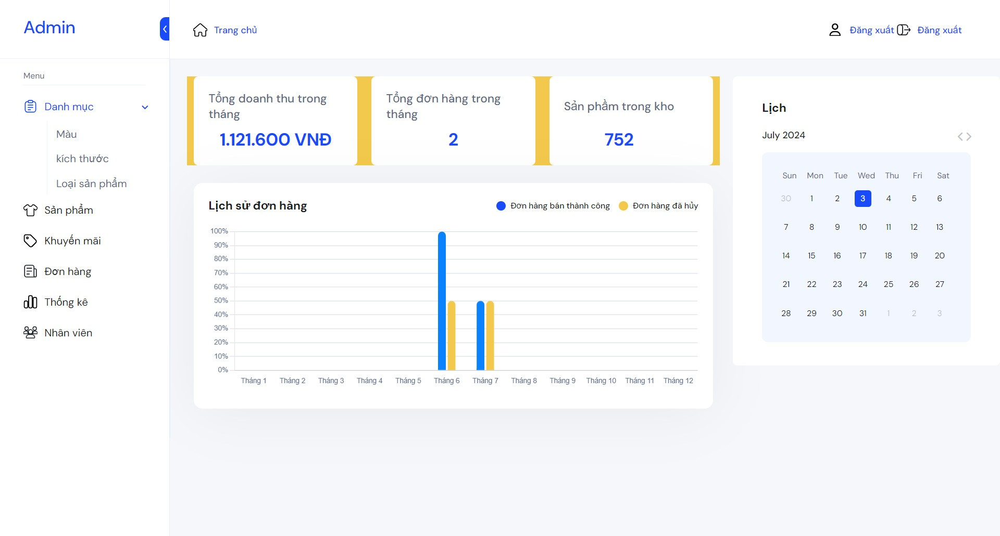 Admin
Trang chủ
Đăng xuất
Đăng xuất
Menu
Danh mục
Màu
kích thước
Loại sản phẩm
Sản phẩm
Khuyến mãi
Đơn hàng
Thống kê
Nhân viên
Tổng doanh thu trong
tháng
1.121.600 VNĐ
Tổng đơn hàng trong
tháng
2
Sản phầm trong kho
752
Lịch sử đơn hàng
Đơn hàng bán thành công
Đơn hàng đã hủy
100%
90%
80%
70%
60%
50%
40%
30%
20%
10%
0%
Tháng 1 Tháng 2 Tháng 3 Tháng 4 Tháng 5 Tháng 6 Tháng 7 Tháng 8 Tháng 9 Tháng 10 Tháng 11 Tháng 12
Lịch
July 2024
Sun Mon Tue Wed Thu Fri Sat
30 1 2 3 4 5 6
7 8 9 10 11 12 13
14 15 16 17 18 19 20
21 22 23 24 25 26 27
28 29 30 31 1 2 3